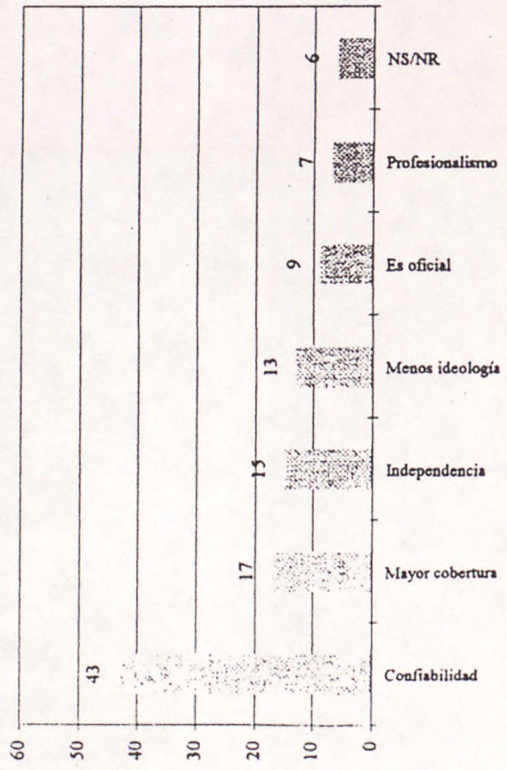 60
50
40
30
20
10
0
43
17
15
13
9
7
6
Confiabilidad
Mayor cobertura
Independencia
Menos ideología
Es oficial
Profesionalismo
NS/NR